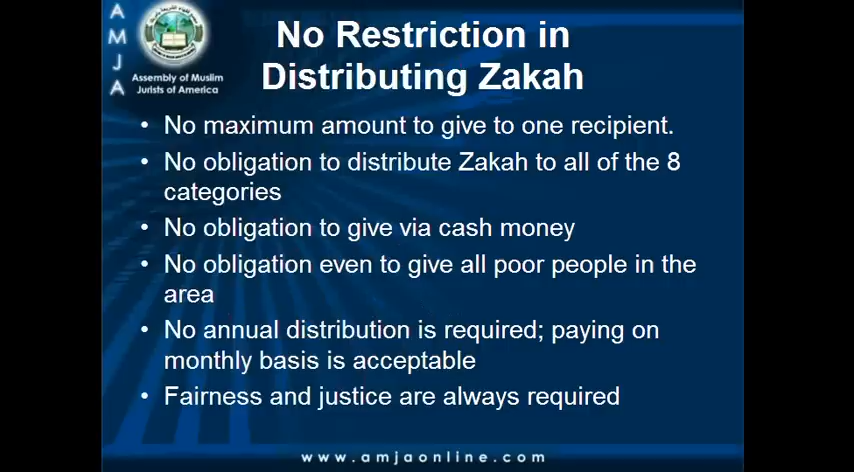 A
M
J
A
Assembly of Muslim
Jurists of America
No Restriction in
Distributing Zakah
• No maximum amount to give to one recipient.
• No obligation to distribute Zakah to all of the 8
categories
• No obligation to give via cash money
• No obligation even to give all poor people in the
area
• No annual distribution is required; paying on
monthly basis is acceptable
• Fairness and justice are always required
www.amjaonline.com